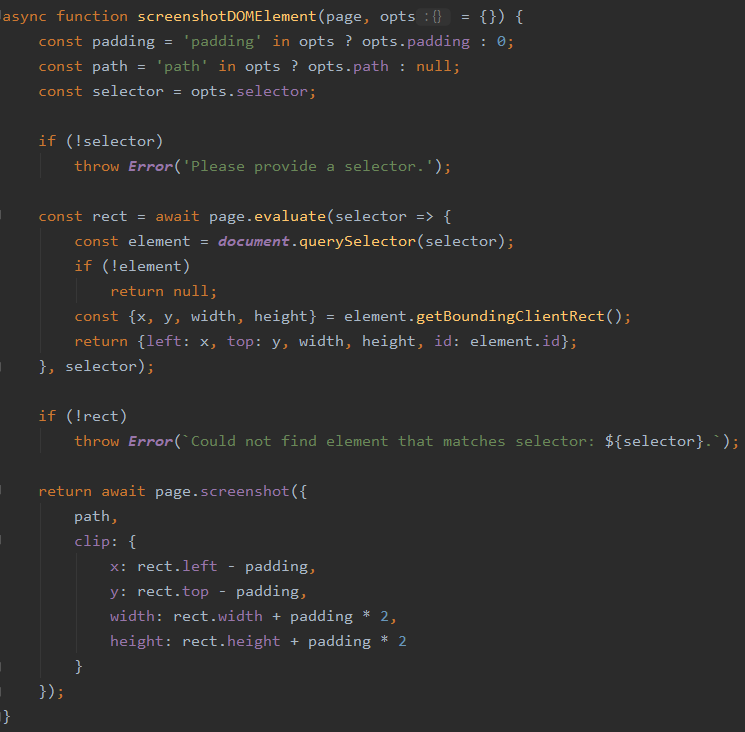 async function screenshotDOMElement(page, opts :{} = {}) {
    const padding = 'padding' in opts ? opts.padding : 0;
    const path = 'path' in opts ? opts.path : null;
    const selector = opts.selector;

    if (!selector)
        throw Error('Please provide a selector.');

    const rect = await page.evaluate(selector => {
        const element = document.querySelector(selector);
        if (!element)
            return null;
        const {x, y, width, height} = element.getBoundingClientRect();
        return {left: x, top: y, width, height, id: element.id};
    }, selector);

    if (!rect)
        throw Error(`Could not find element that matches selector: ${selector}.`);

    return await page.screenshot({
        path,
        clip: {
            x: rect.left - padding,
            y: rect.top - padding,
            width: rect.width + padding * 2,
            height: rect.height + padding * 2
        }
    });
}